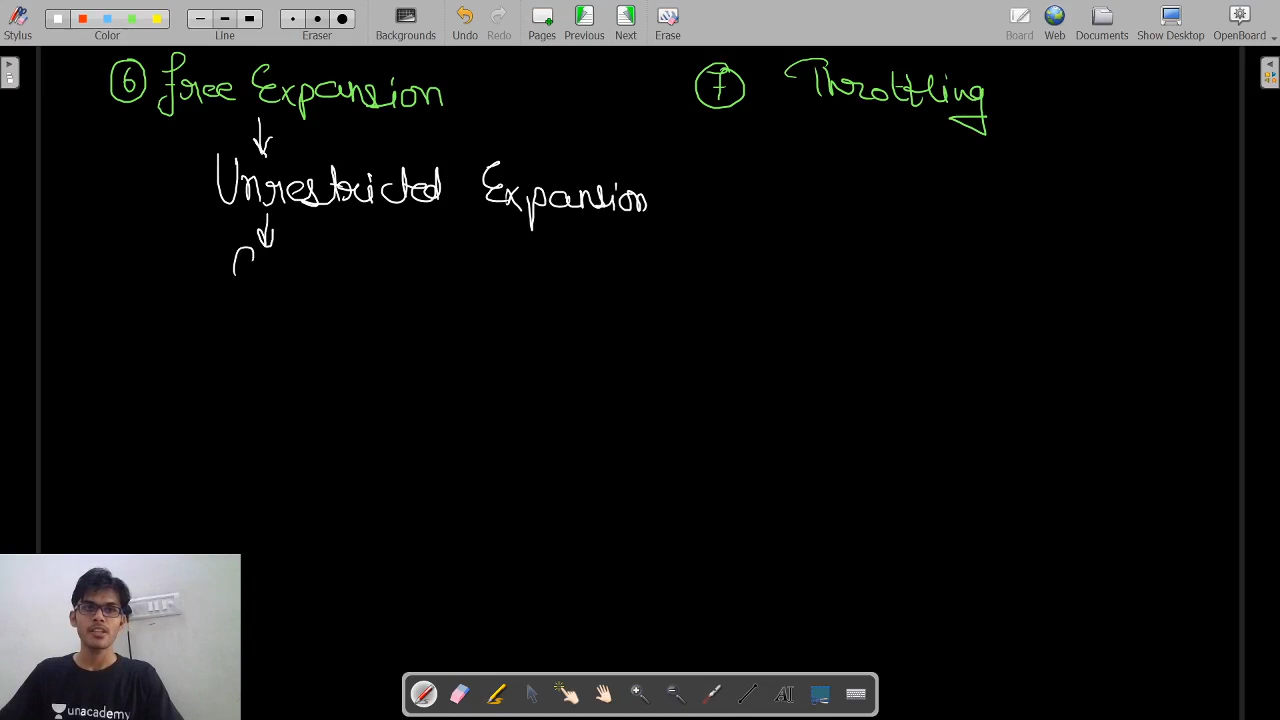 Stylus
Color
Line
Eraser
Backgrounds
Undo
Redo
Pages
Previous
Next
Erase
Board
Web
Documents
Show Desktop
OpenBoard
⑥ free Expansion
⑦ Throttling
Unrestricted Expansion
unacademy
AI